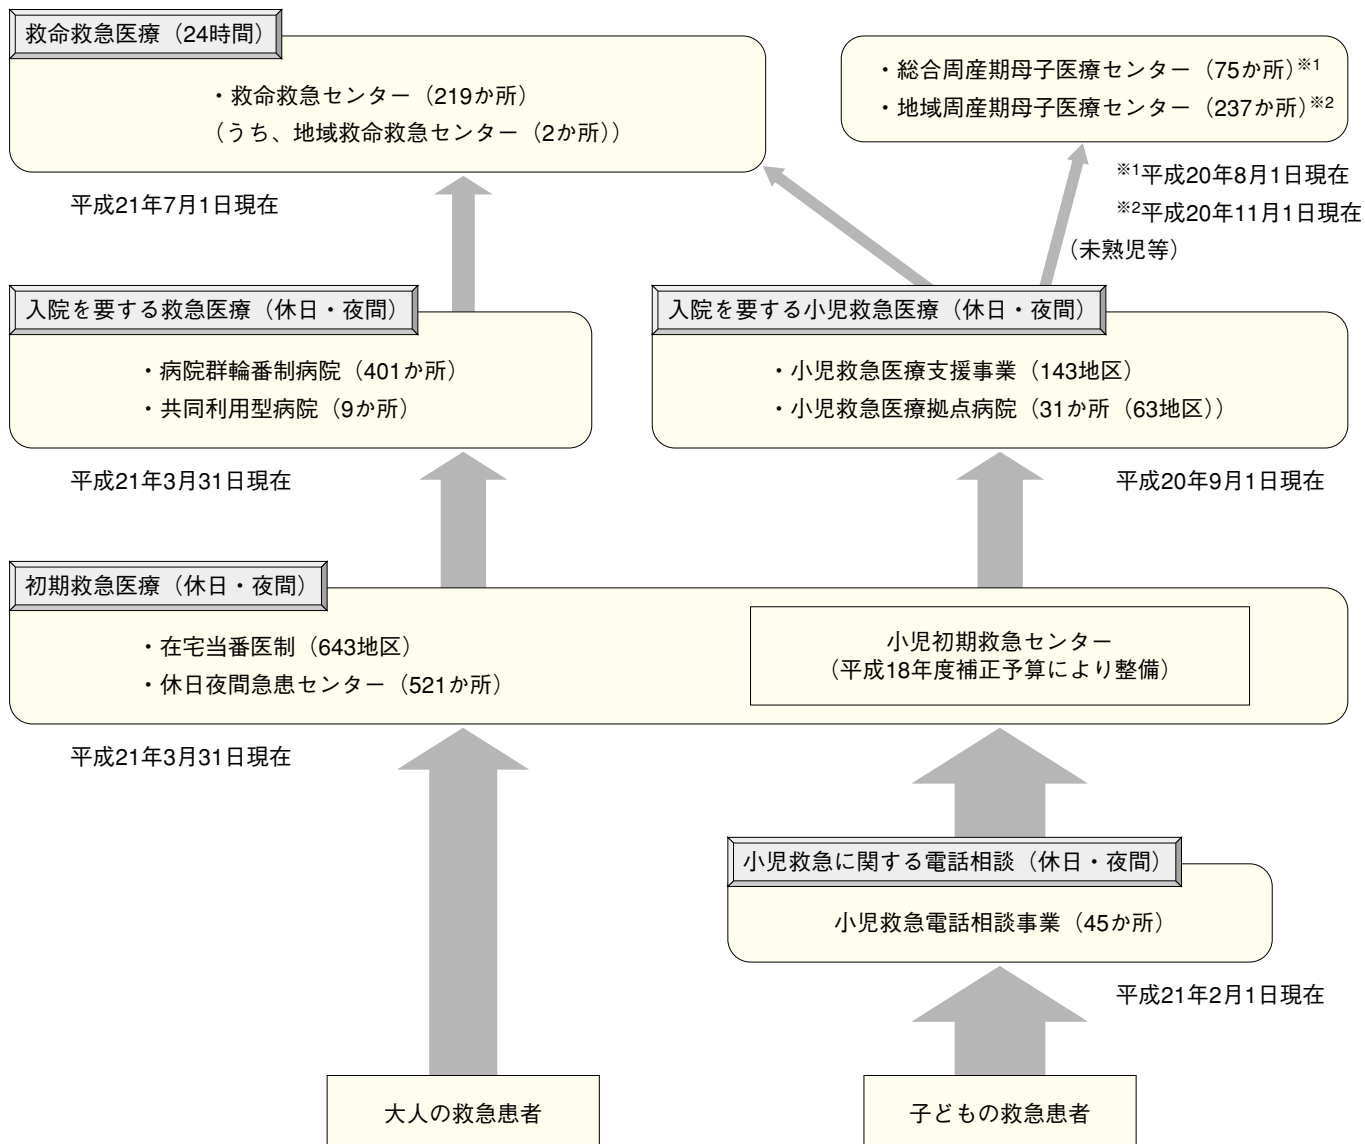 救命救急医療（24時間）
・救命救急センター（219か所）
（うち、地域救命救急センター（2か所））
平成21年7月1日現在
・総合周産期母子医療センター（75か所）※1
・地域周産期母子医療センター（237か所）※2
※1平成20年8月1日現在
※2平成20年11月1日現在
（未熟児等）
入院を要する救急医療（休日・夜間）
・病院群輪番制病院（401か所）
・共同利用型病院（9か所）
平成21年3月31日現在
入院を要する小児救急医療（休日・夜間）
・小児救急医療支援事業（143地区）
・小児救急医療拠点病院（31か所（63地区））
平成20年9月1日現在
初期救急医療（休日・夜間）
・在宅当番医制（643地区）
・休日夜間急患センター（521か所）
小児初期救急センター
（平成18年度補正予算により整備）
平成21年3月31日現在
小児救急に関する電話相談（休日・夜間）
小児救急電話相談事業（45か所）
平成21年2月1日現在
大人の救急患者
子どもの救急患者